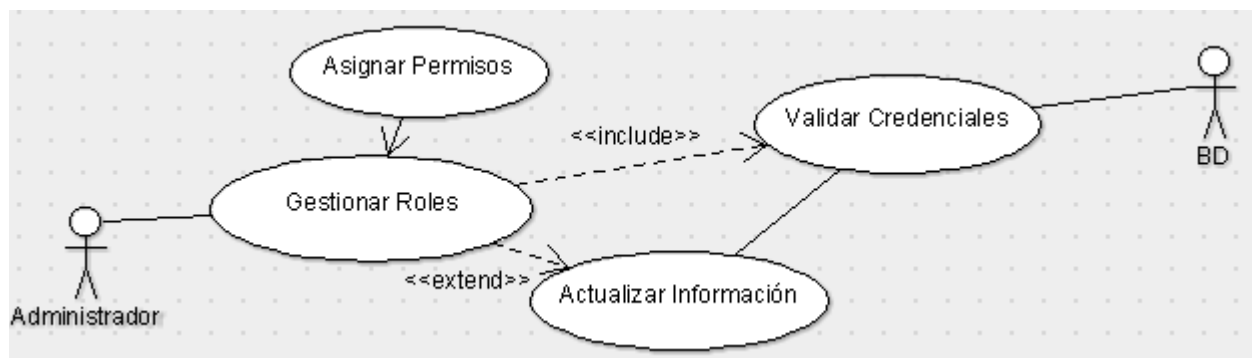 Asignar Permisos
Validar Credenciales
<<include>>
BD
Gestionar Roles
<<extend>>
Actualizar Información
Administrador